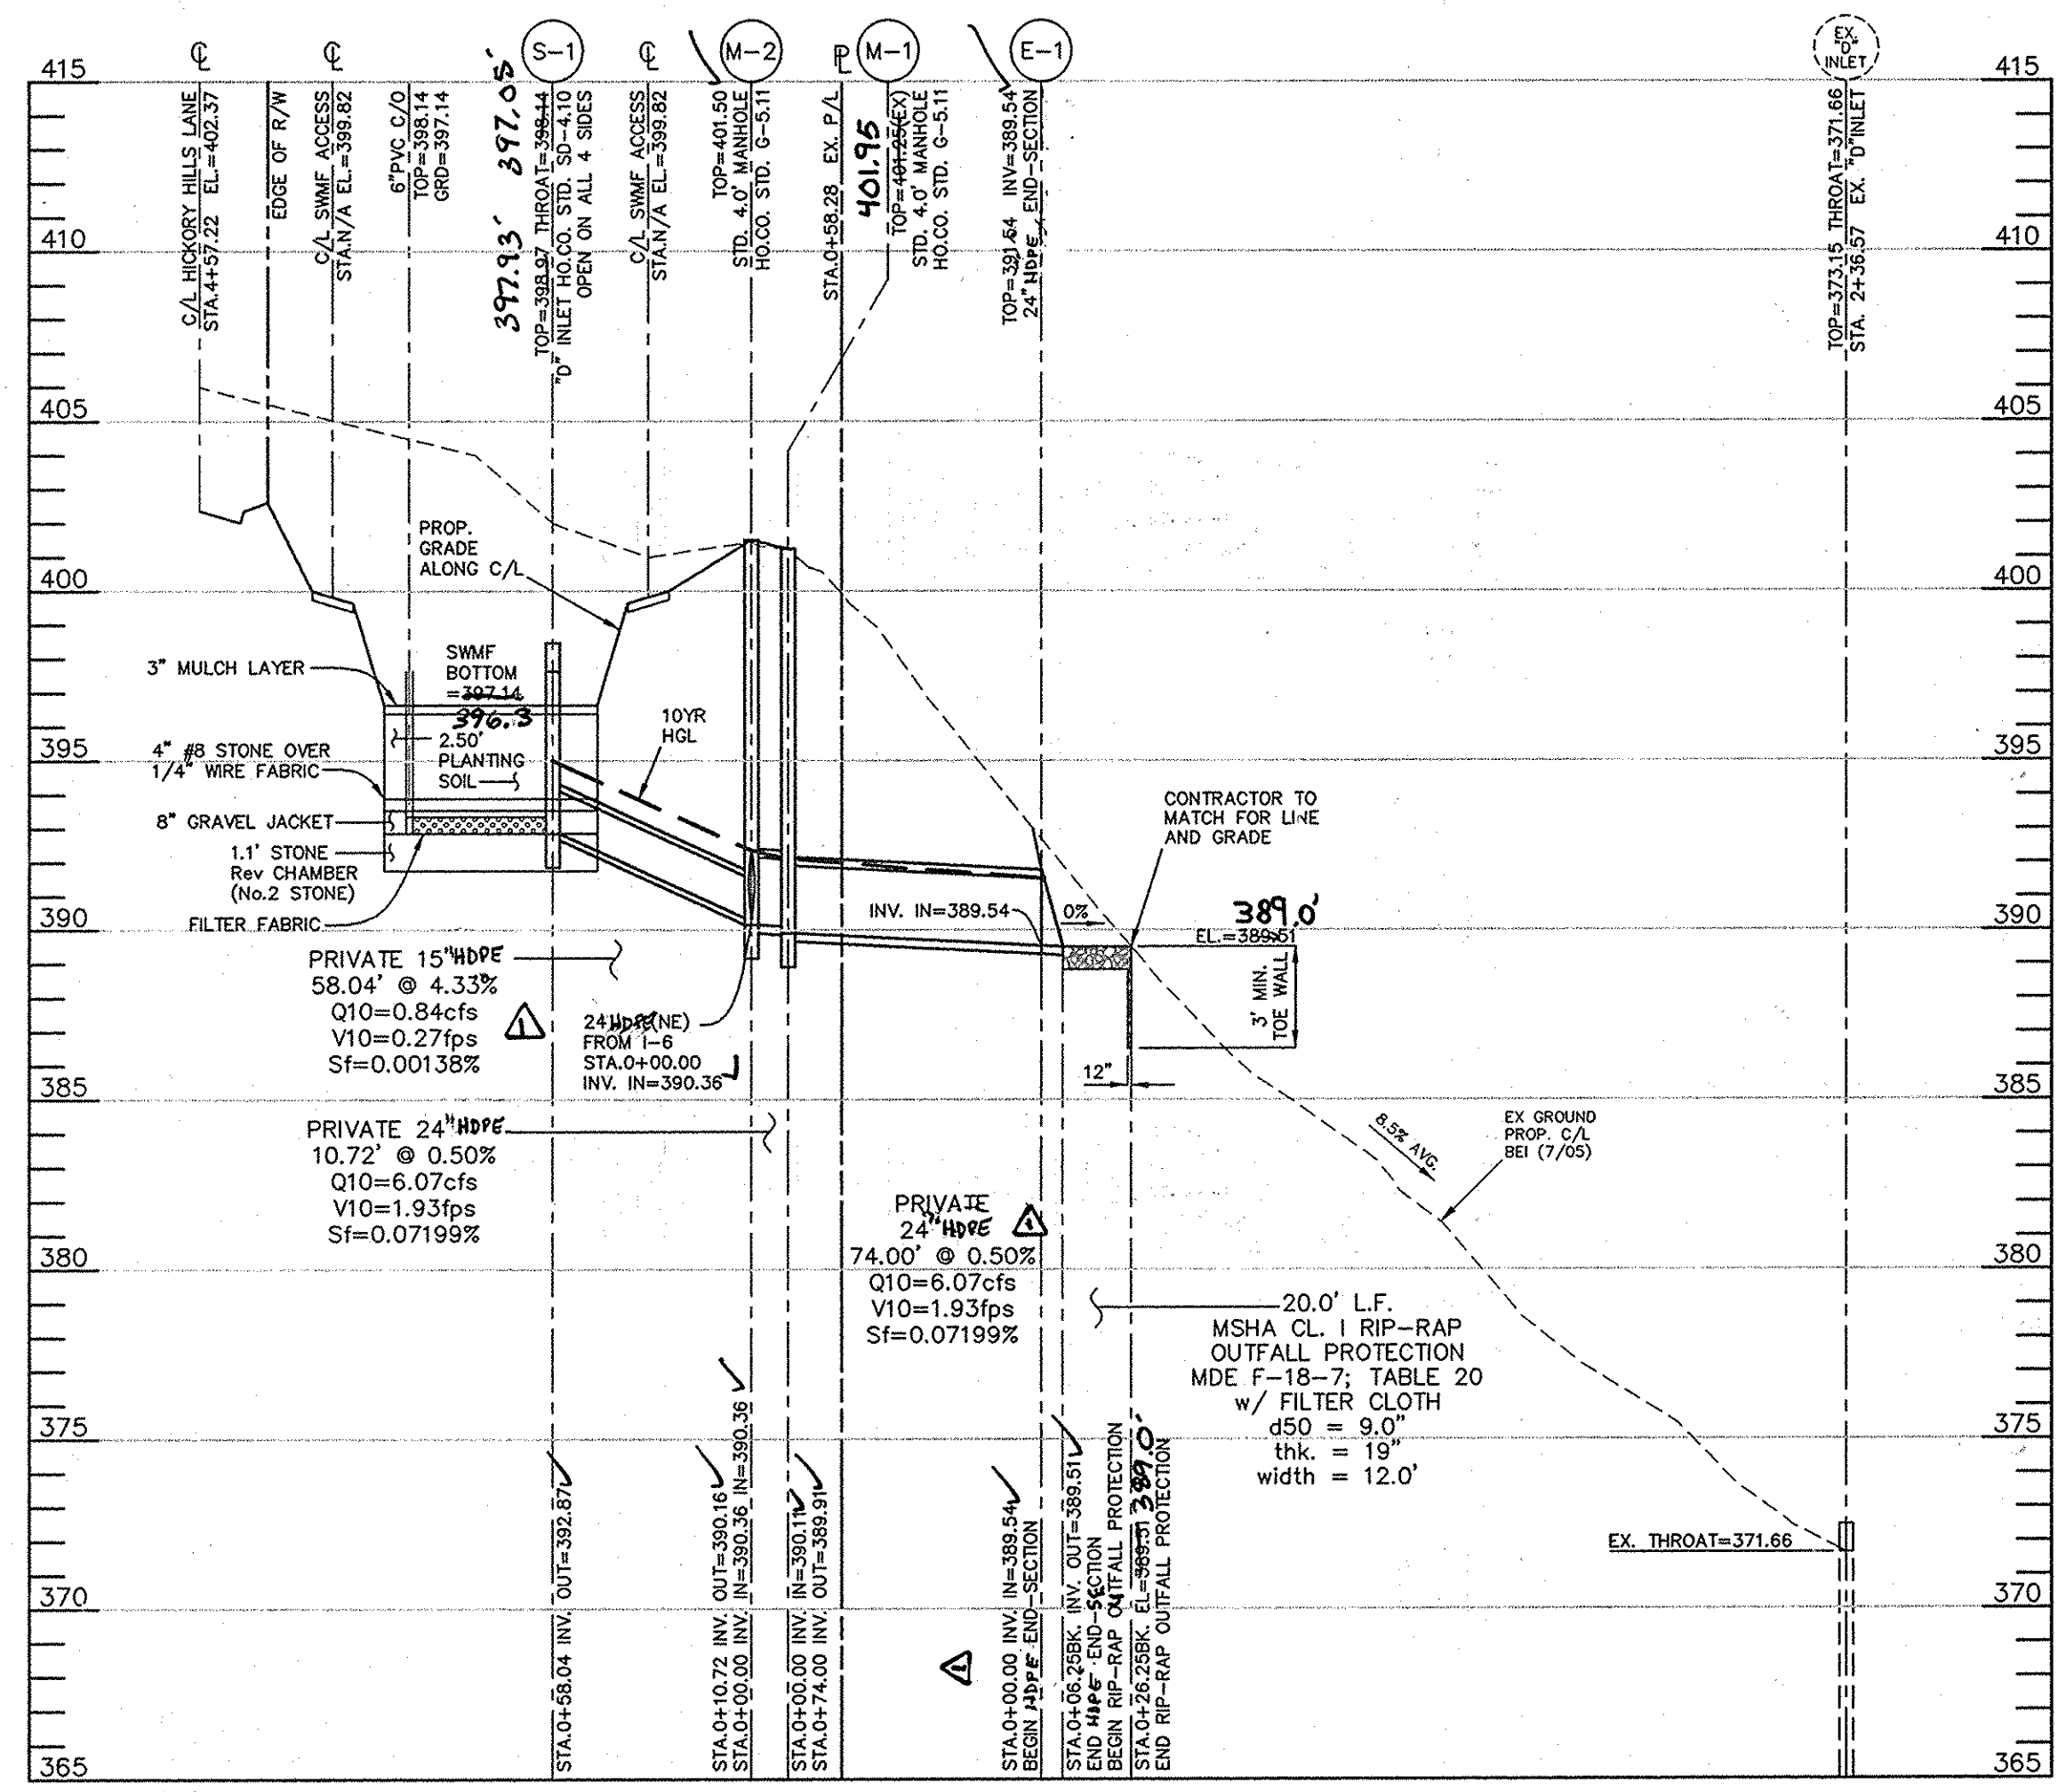 S-1
M-2
M-1
E-1
EX. "D" INLET
415
415
410
410
405
405
400
400
395
395
390
390
385
385
380
380
375
375
370
370
365
365
C/L HICKORY HILLS LANE
STA.4+57.22 EL=402.37
EDGE OF R/W
C/L SWMF ACCESS
STA.N/A EL=399.82
6"PVC C/O
TOP=398.14
GRD=397.14
397.93' 397.05'
TOP=398.97 THROAT=398.44
"D" INLET HO.CO. STD. SD-4.10
OPEN ON ALL 4 SIDES
C/L SWMF ACCESS
STA.N/A EL=399.82
TOP=401.50
STD. 4.0' MANHOLE
HO.CO. STD. G-5.11
STA.0+58.28 EX. P/L
401.95
TOP=401.25(EX)
STD. 4.0' MANHOLE
HO.CO. STD. G-5.11
TOP=391.54 INV=389.54
24" HDPE END-SECTION
TOP=373.15 THROAT=371.66
STA. 2+36.57 EX. "D"INLET
PROP.
GRADE
ALONG C/L
3" MULCH LAYER
SWMF
BOTTOM
=397.14
396.3
2.50'
PLANTING
SOIL
10YR
HGL
4" #8 STONE OVER
1/4" WIRE FABRIC
8" GRAVEL JACKET
1.1' STONE
Rev CHAMBER
(No.2 STONE)
FILTER FABRIC
CONTRACTOR TO
MATCH FOR LINE
AND GRADE
INV. IN=389.54
0%
389.0'
EL.=389.51
3' MIN.
TOE WALL
12"
PRIVATE 15" HDPE
58.04' @ 4.33%
Q10=0.84cfs
V10=0.27fps
Sf=0.00138%
1
24 HDPE(NE)
FROM I-6
STA.0+00.00
INV. IN=390.36
PRIVATE 24" HDPE
10.72' @ 0.50%
Q10=6.07cfs
V10=1.93fps
Sf=0.07199%
PRIVATE
24" HDPE
1
74.00' @ 0.50%
Q10=6.07cfs
V10=1.93fps
Sf=0.07199%
8.5% AVG.
EX GROUND
PROP. C/L
BEI (7/05)
20.0' L.F.
MSHA CL. I RIP-RAP
OUTFALL PROTECTION
MDE F-18-7; TABLE 20
w/ FILTER CLOTH
d50 = 9.0"
thk. = 19"
width = 12.0'
EX. THROAT=371.66
STA.0+58.04 INV. OUT=392.87
STA.0+10.72 INV. OUT=390.16
STA.0+00.00 INV. IN=390.36 IN=390.36
STA.0+00.00 INV. IN=390.11
STA.0+74.00 INV. OUT=389.91
1
STA.0+00.00 INV. IN=389.54
BEGIN HDPE END-SECTION
STA.0+06.25BK. INV. OUT=389.51
END HDPE END-SECTION
BEGIN RIP-RAP OUTFALL PROTECTION
STA.0+26.25BK. EL=389.51 389.0'
END RIP-RAP OUTFALL PROTECTION